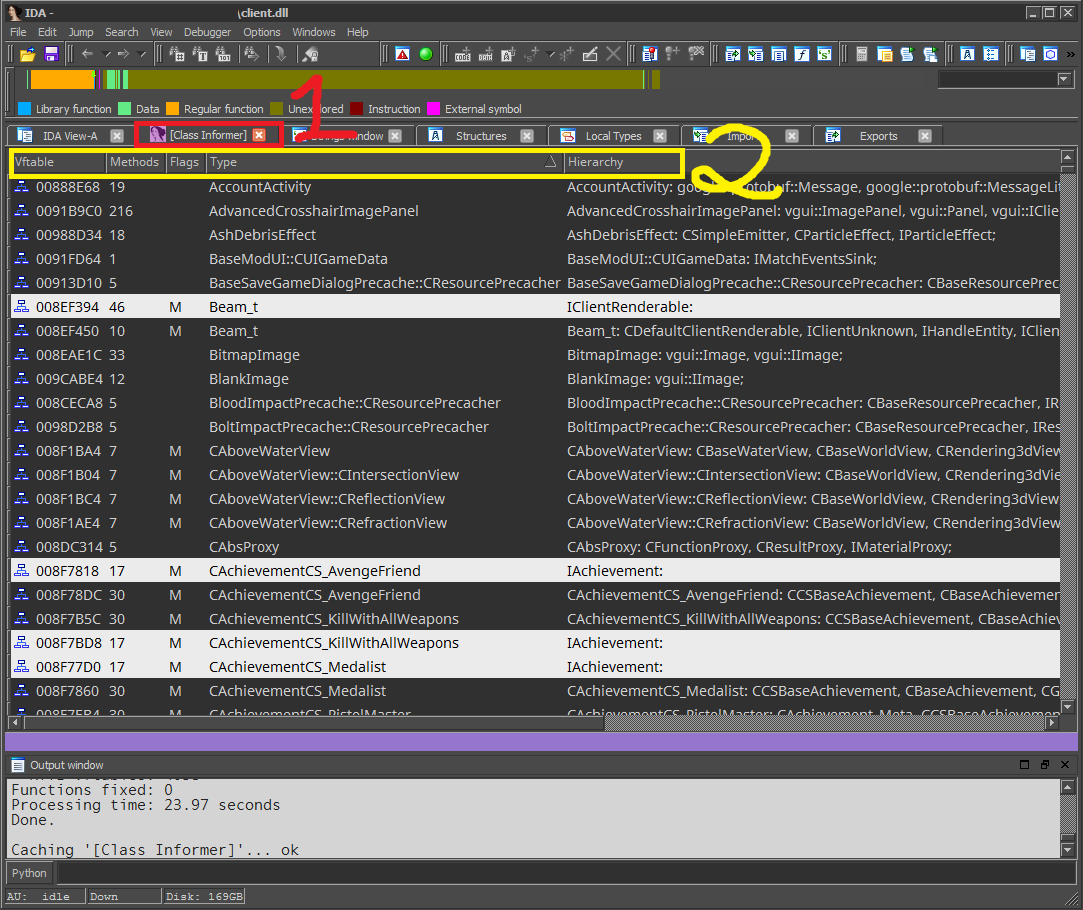 IDA - \client.dll
File Edit Jump Search View Debugger Options Windows Help
Library function Data Regular function Unexplored Instruction External symbol
1
IDA View-A [Class Informer] Strings window Structures Local Types Exports
2
Vftable Methods Flags Type Hierarchy
00888E68 19 AccountActivity AccountActivity: google::protobuf::Message, google::protobuf::MessageLi
0091B9C0 216 AdvancedCrosshairImagePanel AdvancedCrosshairImagePanel: vgui::ImagePanel, vgui::Panel, vgui::IClie
00988D34 18 AshDebrisEffect AshDebrisEffect: CSimpleEmitter, CParticleEffect, IParticleEffect;
0091FD64 1 BaseModUI::CUIGameData BaseModUI::CUIGameData: IMatchEventsSink;
00913D10 5 BaseSaveGameDialogPrecache::CResourcePrecacher BaseSaveGameDialogPrecache::CResourcePrecacher: CBaseResourcePrec
008EF394 46 M Beam_t IClientRenderable:
008EF450 10 M Beam_t Beam_t: CDefaultClientRenderable, IClientUnknown, IHandleEntity, IClien
008EAE1C 33 BitmapImage BitmapImage: vgui::Image, vgui::IImage;
009CABE4 12 BlankImage BlankImage: vgui::IImage;
008CECA8 5 BloodImpactPrecache::CResourcePrecacher BloodImpactPrecache::CResourcePrecacher: CBaseResourcePrecacher, IR
0098D2B8 5 BoltImpactPrecache::CResourcePrecacher BoltImpactPrecache::CResourcePrecacher: CBaseResourcePrecacher, IRes
008F1BA4 7 M CAboveWaterView CAboveWaterView: CBaseWaterView, CBaseWorldView, CRendering3dView
008F1B04 7 M CAboveWaterView::CIntersectionView CAboveWaterView::CIntersectionView: CBaseWorldView, CRendering3dView
008F1BC4 7 M CAboveWaterView::CReflectionView CAboveWaterView::CReflectionView: CBaseWorldView, CRendering3dView
008F1AE4 7 M CAboveWaterView::CRefractionView CAboveWaterView::CRefractionView: CBaseWorldView, CRendering3dView
008DC314 5 CAbsProxy CAbsProxy: CFunctionProxy, CResultProxy, IMaterialProxy;
008F7818 17 M CAchievementCS_AvengeFriend IAchievement:
008F78DC 30 M CAchievementCS_AvengeFriend CAchievementCS_AvengeFriend: CCSBaseAchievement, CBaseAchievemen
008F7B5C 30 M CAchievementCS_KillWithAllWeapons CAchievementCS_KillWithAllWeapons: CCSBaseAchievement, CBaseAchiev
008F7BD8 17 M CAchievementCS_KillWithAllWeapons IAchievement:
008F77D0 17 M CAchievementCS_Medalist IAchievement:
008F7860 30 M CAchievementCS_Medalist CAchievementCS_Medalist: CCSBaseAchievement, CBaseAchievement, CG
30 M CAchievementCS_PistolMaster CAchievementCS_PistolMaster: CAchievement_Meta, CCSBaseAchievemen
Output window
Functions fixed: 0
Processing time: 23.97 seconds
Done.
Caching '[Class Informer]'... ok
Python
AU: idle Down Disk: 169GB